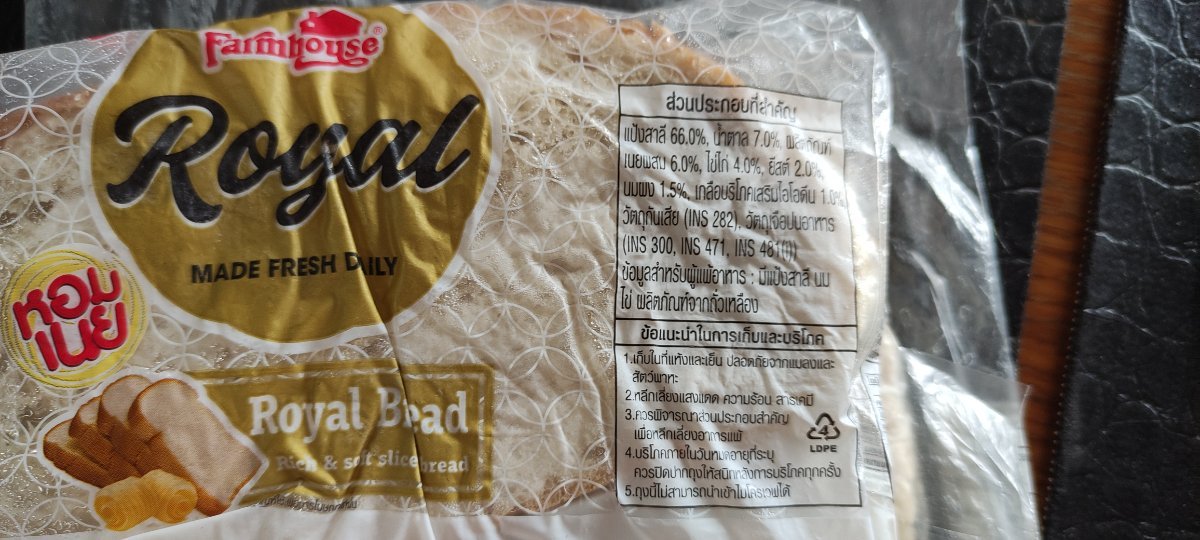 Farmhouse®
Royal
MADE FRESH DAILY
หอม
เนย
Royal Bread
Rich & soft sliced bread
ส่วนประกอบที่สำคัญ
แป้งสาลี 66.0%, น้ำตาล 7.0%, ผลิตภัณฑ์
เนยผสม 6.0%, ไข่ไก่ 4.0%, ยีสต์ 2.0%,
นมผง 1.5%, เกลือบริโภคเสริมไอโอดีน 1.0%,
วัตถุกันเสีย (INS 282), วัตถุเจือปนอาหาร
(INS 300, INS 471, INS 481(i))
ข้อมูลสำหรับผู้แพ้อาหาร : มีแป้งสาลี นม
ไข่ ผลิตภัณฑ์จากถั่วเหลือง
ข้อแนะนำในการเก็บและบริโภค
1.เก็บในที่แห้งและเย็น ปลอดภัยจากแมลงและ
สัตว์พาหะ
2.หลีกเลี่ยงแสงแดด ความร้อน สารเคมี
3.ควรพิจารณาส่วนประกอบสำคัญ
เพื่อหลีกเลี่ยงอาการแพ้
4.บริโภคภายในวันหมดอายุที่ระบุ
ควรปิดปากถุงให้สนิทหลังการบริโภคทุกครั้ง
5.ถุงนี้ไม่สามารถนำเข้าไมโครเวฟได้
4
LDPE